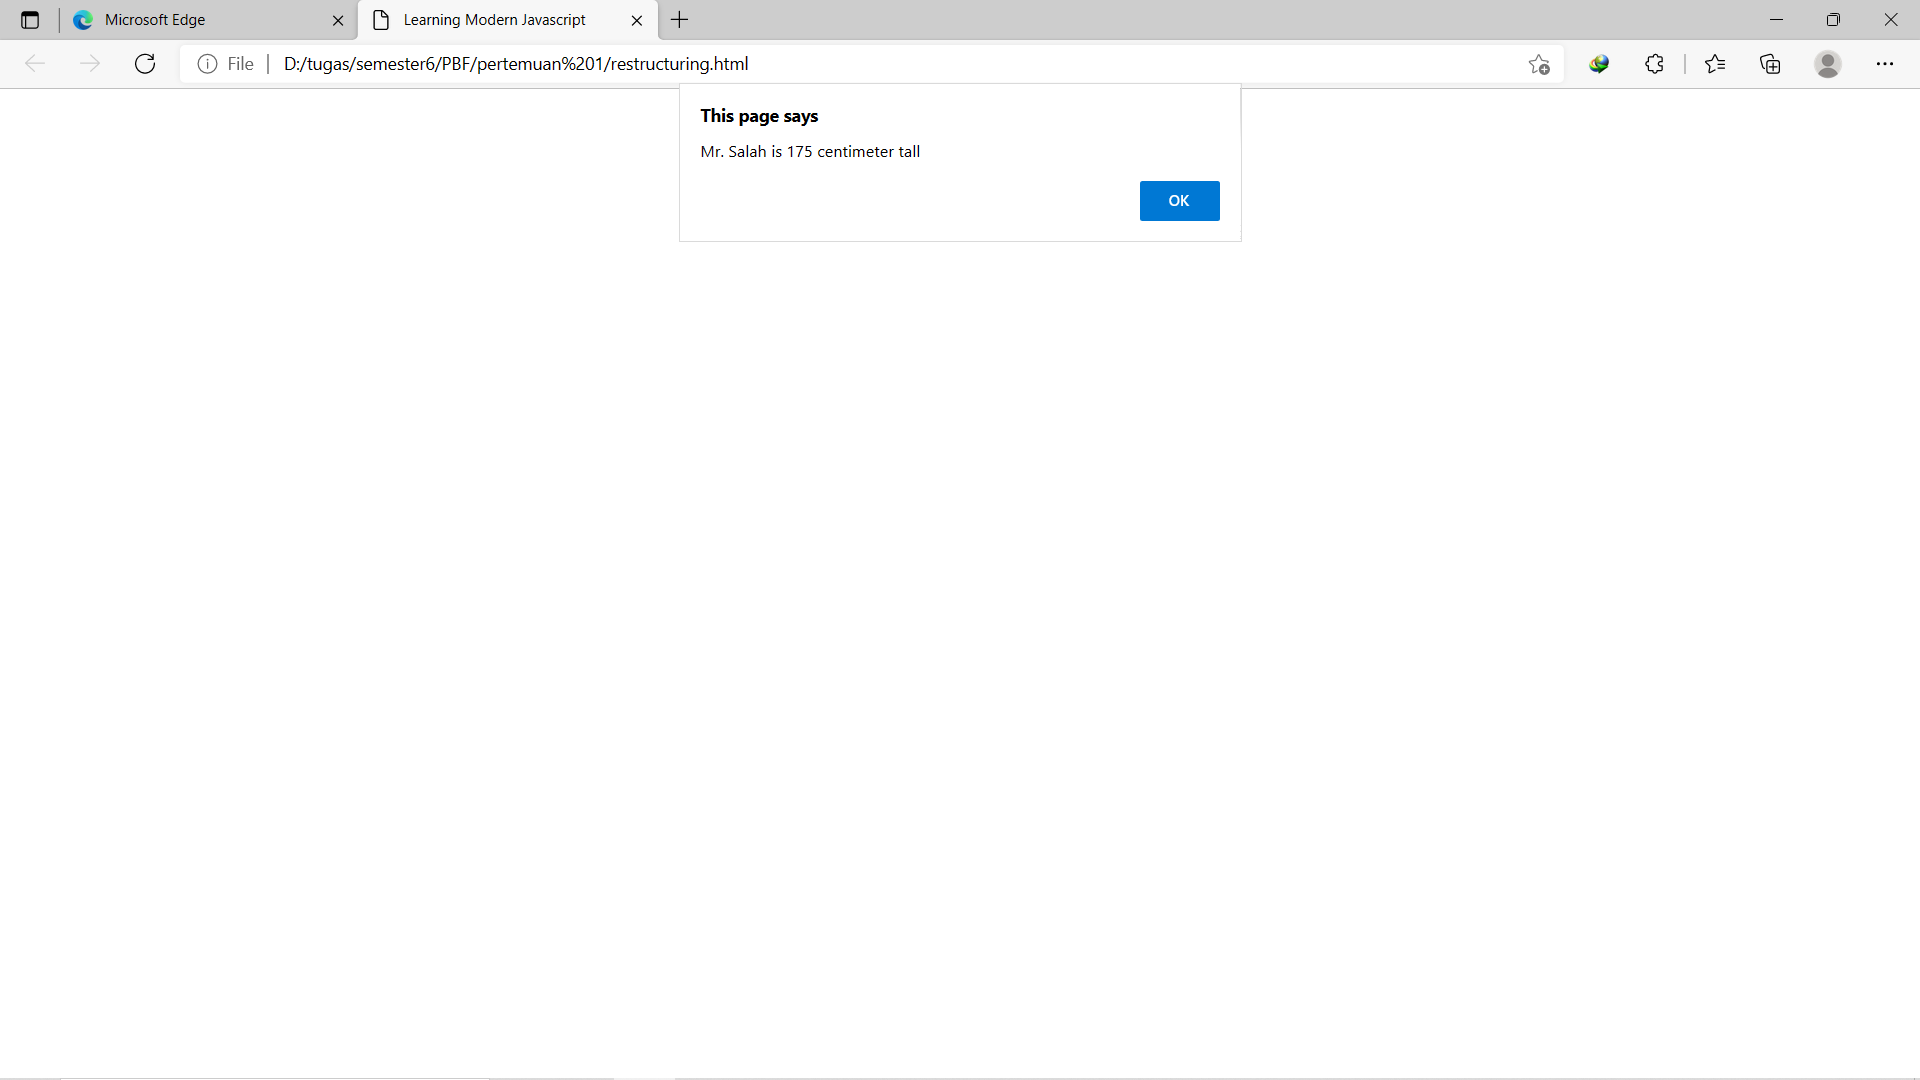 Microsoft Edge
Learning Modern Javascript
File
D:/tugas/semester6/PBF/pertemuan%201/restructuring.html
This page says
Mr. Salah is 175 centimeter tall
OK